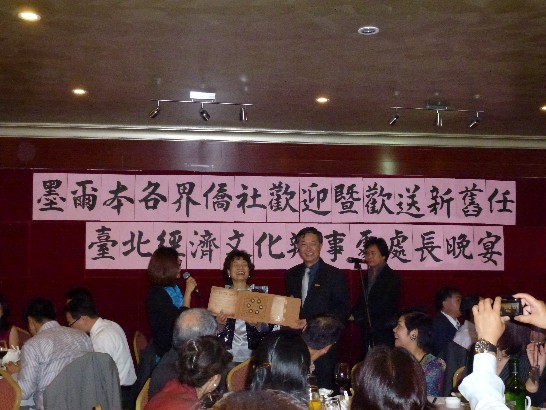 墨爾本各界僑社歡迎暨歡送新舊任
臺北經濟文化辦事處處長晚宴